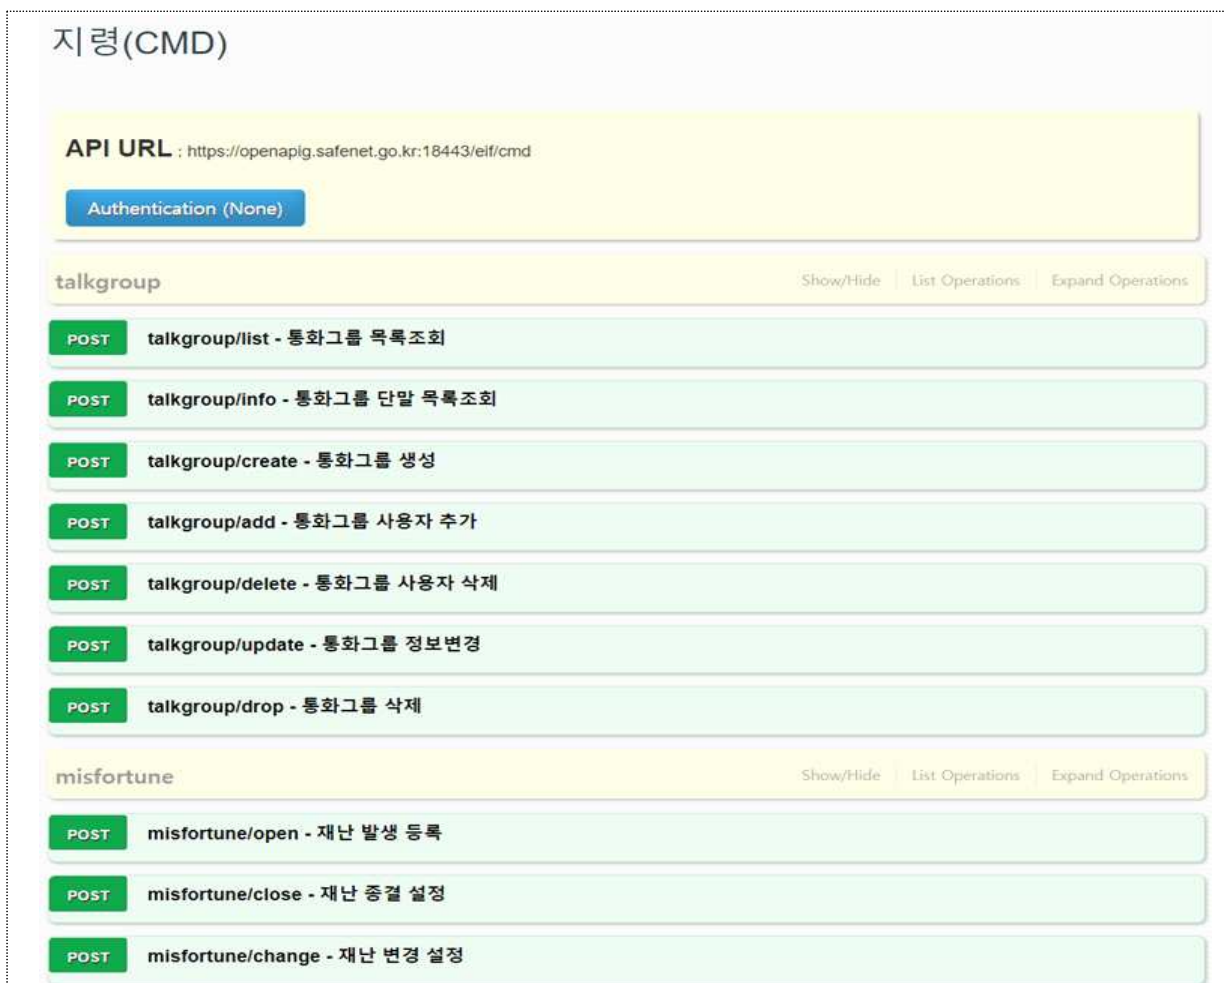 지령(CMD)
API URL : https://openapig.safenet.go.kr:18443/eif/cmd
Authentication (None)
talkgroup Show/Hide List Operations Expand Operations
POST talkgroup/list - 통화그룹 목록조회
POST talkgroup/info - 통화그룹 단말 목록조회
POST talkgroup/create - 통화그룹 생성
POST talkgroup/add - 통화그룹 사용자 추가
POST talkgroup/delete - 통화그룹 사용자 삭제
POST talkgroup/update - 통화그룹 정보변경
POST talkgroup/drop - 통화그룹 삭제
misfortune Show/Hide List Operations Expand Operations
POST misfortune/open - 재난 발생 등록
POST misfortune/close - 재난 종결 설정
POST misfortune/change - 재난 변경 설정